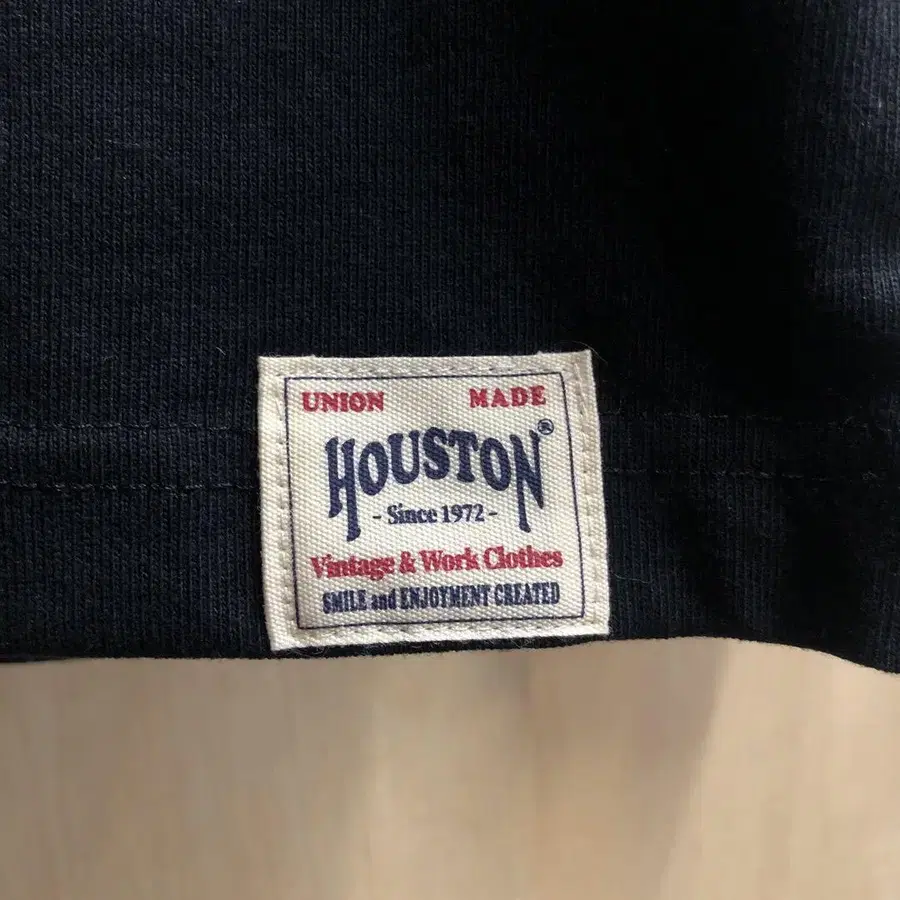 UNION MADE
HOUSTON®
- Since 1972 -
Vintage & Work Clothes
SMILE and ENJOYMENT CREATED